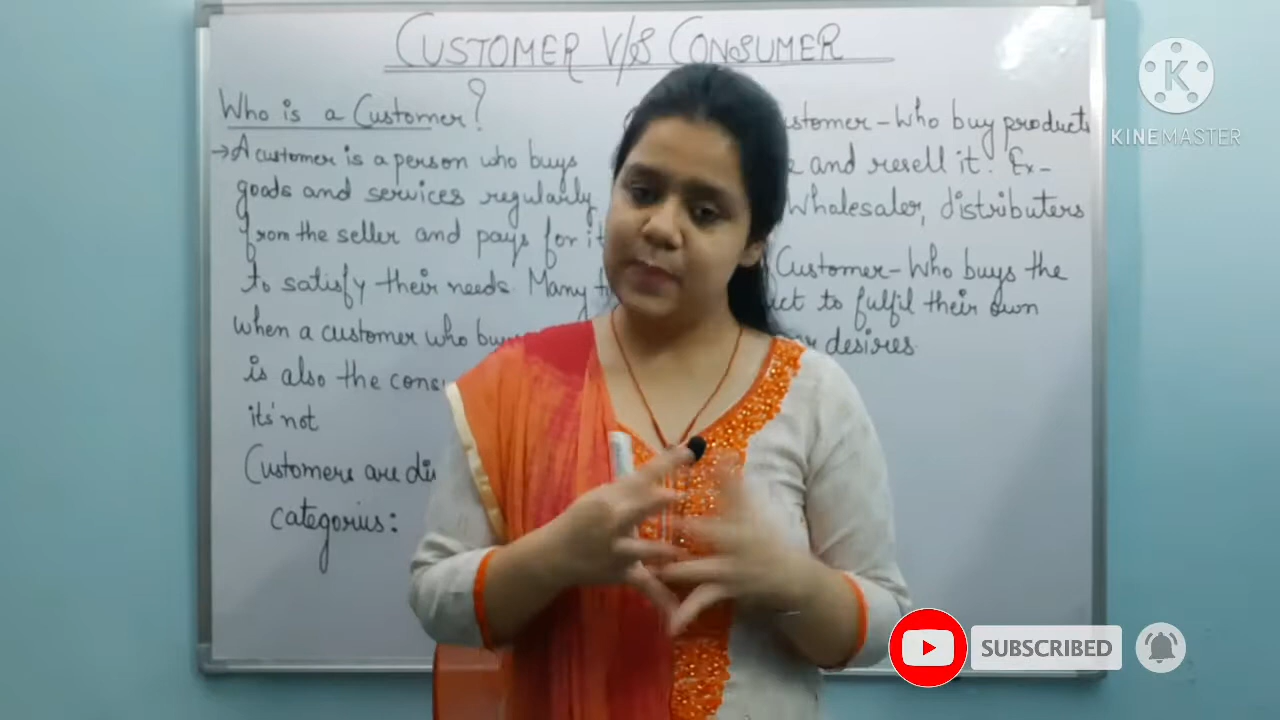 CUSTOMER V/S CONSUMER
Who is a Customer?
→A customer is a person who buys
goods and services regularly
from the seller and pays for it
to satisfy their needs. Many
when a customer who
is also the
it's not
Customers are
categorius:
Customer – Who buy products
and resell it. Ex-
Wholesaler, distributers
Customer – Who buys the
to fulfil their own
desires.
KINEMASTER
SUBSCRIBED